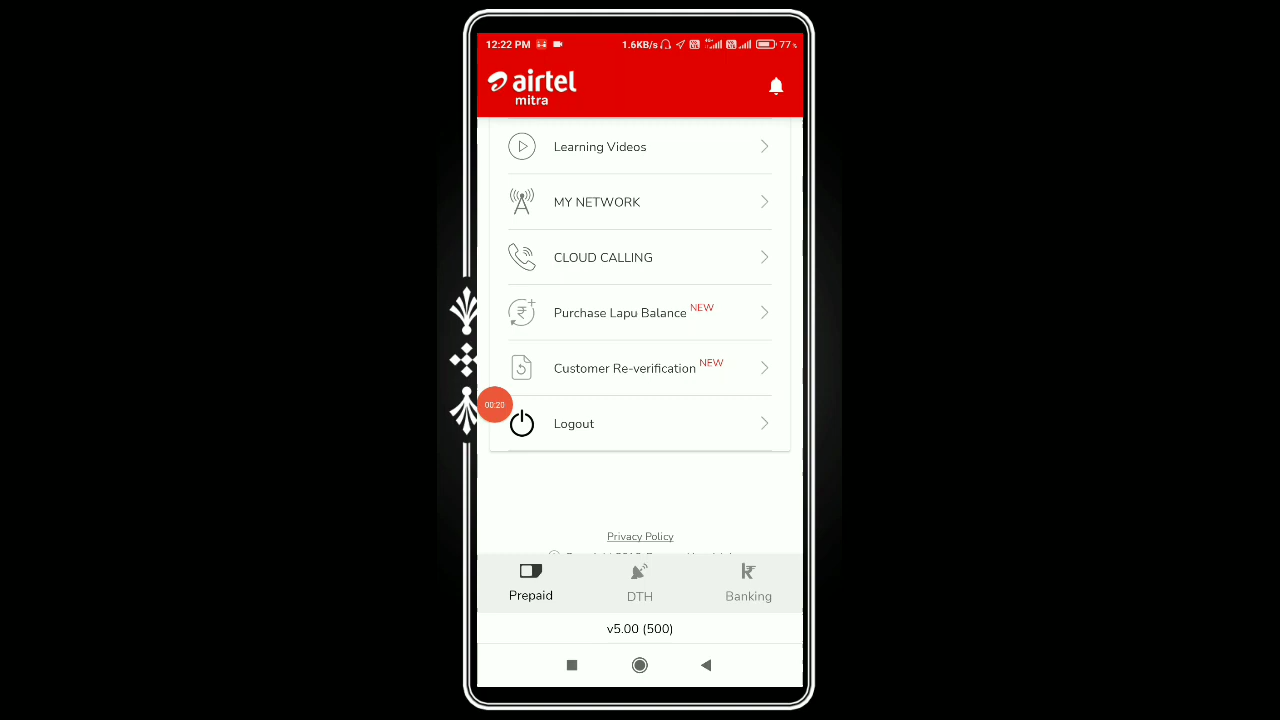 12:22 PM 1.6KB/s 77%
airtel
mitra
Learning Videos
MY NETWORK
CLOUD CALLING
Purchase Lapu Balance NEW
Customer Re-verification NEW
00:20
Logout
Privacy Policy
Prepaid DTH Banking
v5.00 (500)